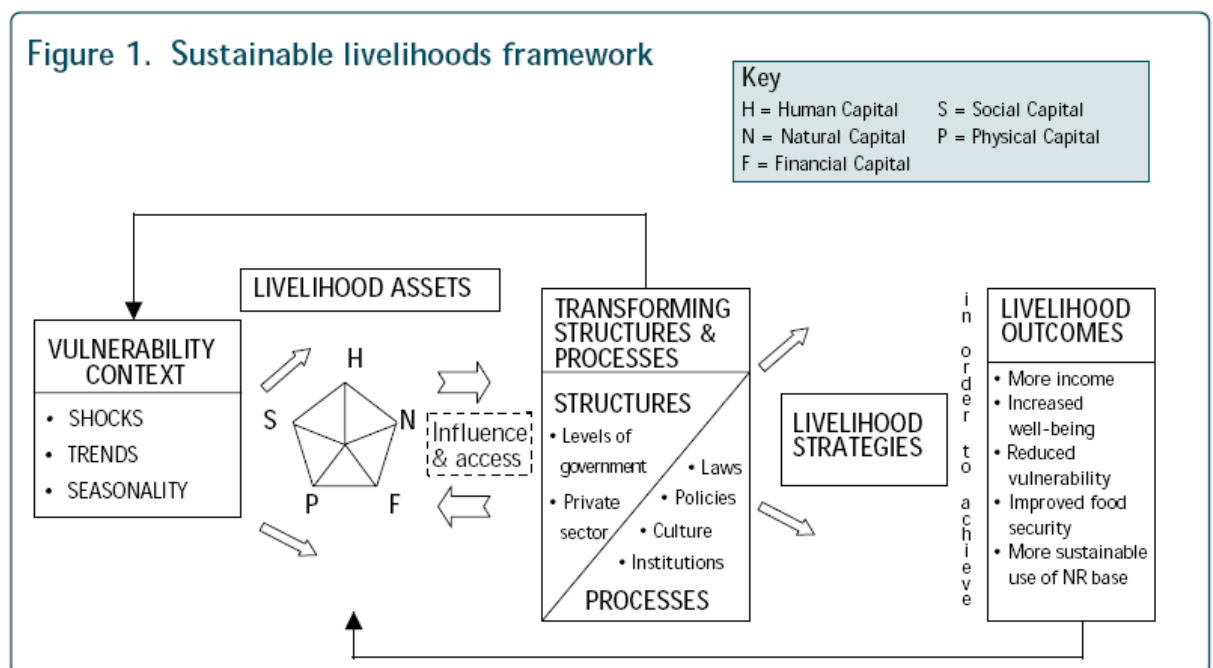 Figure 1. Sustainable livelihoods framework
Key
H = Human Capital S = Social Capital
N = Natural Capital P = Physical Capital
F = Financial Capital
LIVELIHOOD ASSETS
VULNERABILITY
CONTEXT
• SHOCKS
• TRENDS
• SEASONALITY
H
S
N
P
F
Influence
& access
TRANSFORMING
STRUCTURES &
PROCESSES
STRUCTURES
• Levels of
government
• Private
sector
• Laws
• Policies
• Culture
• Institutions
PROCESSES
LIVELIHOOD
STRATEGIES
in order to achieve
LIVELIHOOD
OUTCOMES
• More income
• Increased
well-being
• Reduced
vulnerability
• Improved food
security
• More sustainable
use of NR base